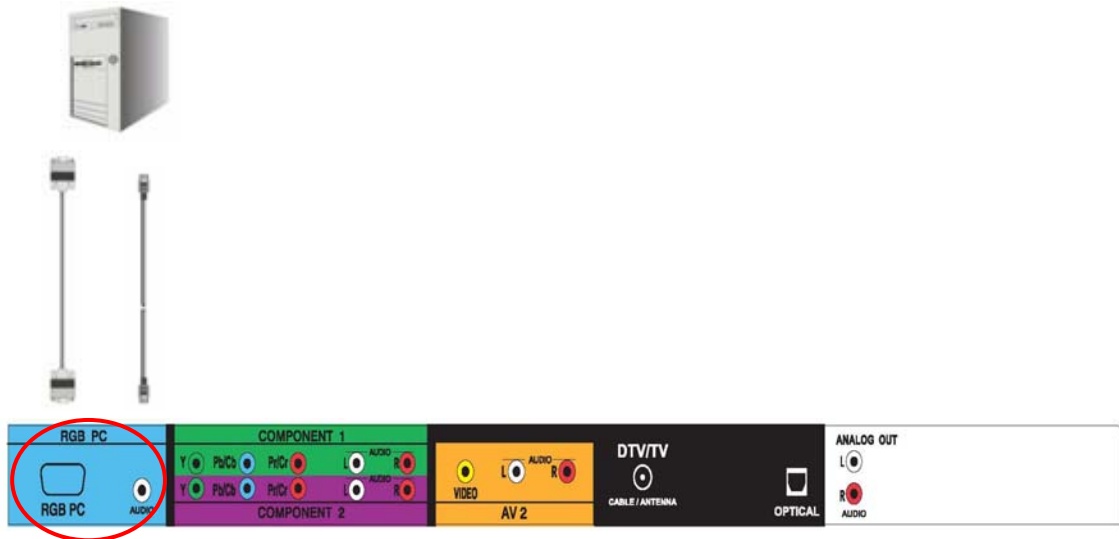 RGB PC
RGB PC
AUDIO
COMPONENT 1
Y Pb/Cb Pr/Cr L AUDIO R
Y Pb/Cb Pr/Cr L AUDIO R
COMPONENT 2
VIDEO L AUDIO R
AV 2
DTV/TV
CABLE / ANTENNA
OPTICAL
ANALOG OUT
L
R
AUDIO